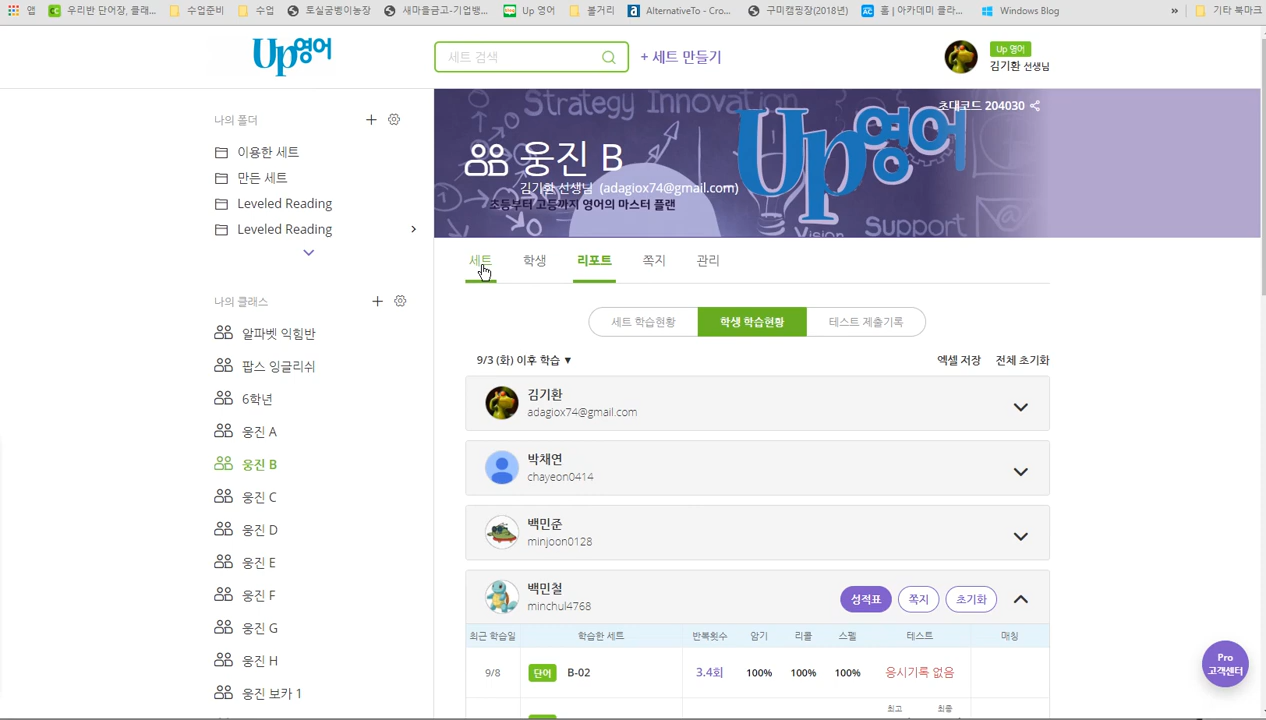 앱
우리반 단어장, 클래...
수업준비
수업
토실굼벵이농장
새마을금고-기업뱅...
Up 영어
볼거리
AlternativeTo - Cro...
구미캠핑장(2018년)
홈 | 아카데미 클라...
Windows Blog
»
기타 북마크
Up영어
세트 검색
+ 세트 만들기
Up 영어
김기환 선생님
나의 폴더
이용한 세트
만든 세트
Leveled Reading
Leveled Reading
나의 클래스
알파벳 익힘반
팝스 잉글리쉬
6학년
웅진 A
웅진 B
웅진 C
웅진 D
웅진 E
웅진 F
웅진 G
웅진 H
웅진 보카 1
Strategy Innovation
초대코드 204030
웅진 B
Up영어
김기환 선생님 (adagiox74@gmail.com)
초등부터 고등까지 영어의 마스터 플랜
Vision
Support
세트 학생 리포트 쪽지 관리
세트 학습현황 학생 학습현황 테스트 제출기록
9/3 (화) 이후 학습 ▼
엑셀 저장 전체 초기화
김기환
adagiox74@gmail.com
박채연
chayeon0414
백민준
minjoon0128
백민철
minchul4768
성적표 쪽지 초기화
최근 학습일 학습한 세트 반복횟수 암기 리콜 스펠 테스트 매칭
9/8 단어 B-02 3.4회 100% 100% 100% 응시기록 없음
최고 최종
Pro
고객센터